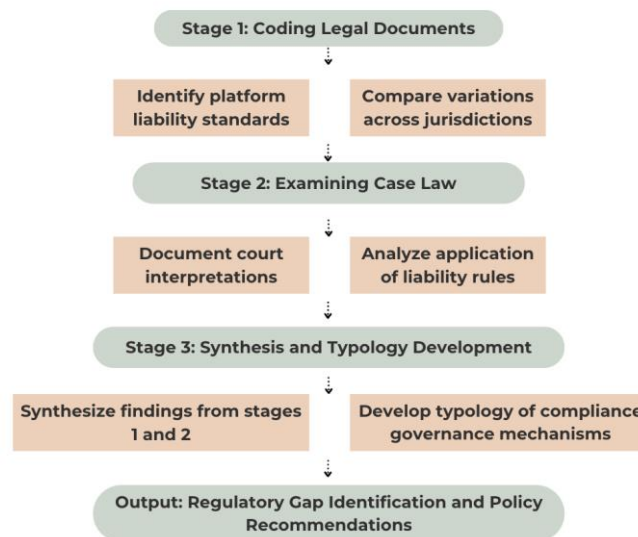 Stage 1: Coding Legal Documents
Identify platform
liability standards
Compare variations
across jurisdictions
Stage 2: Examining Case Law
Document court
interpretations
Analyze application
of liability rules
Stage 3: Synthesis and Typology Development
Synthesize findings from stages
1 and 2
Develop typology of compliance
governance mechanisms
Output: Regulatory Gap Identification and Policy
Recommendations